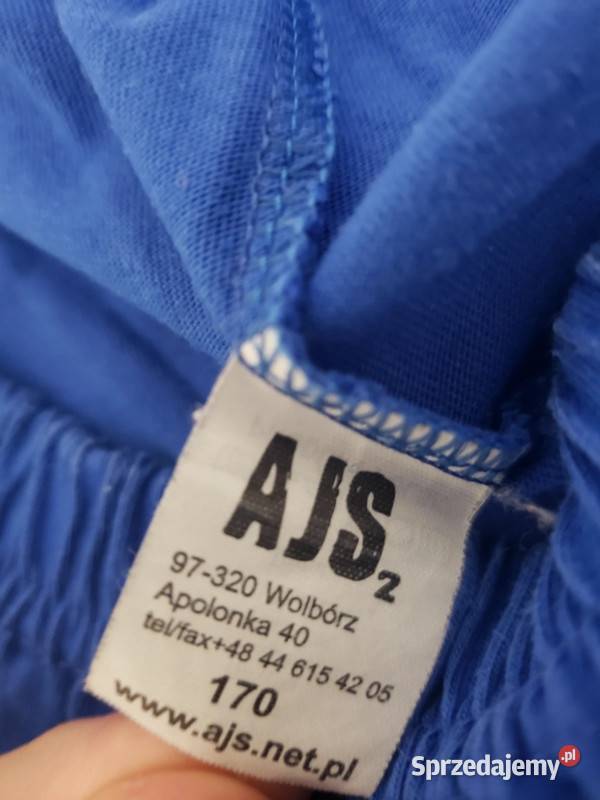 AJS2
97-320 Wolbórz
Apolonka 40
tel/fax+48 44 615 42 05
170
www.ajs.net.pl
Sprzedajemy.pl